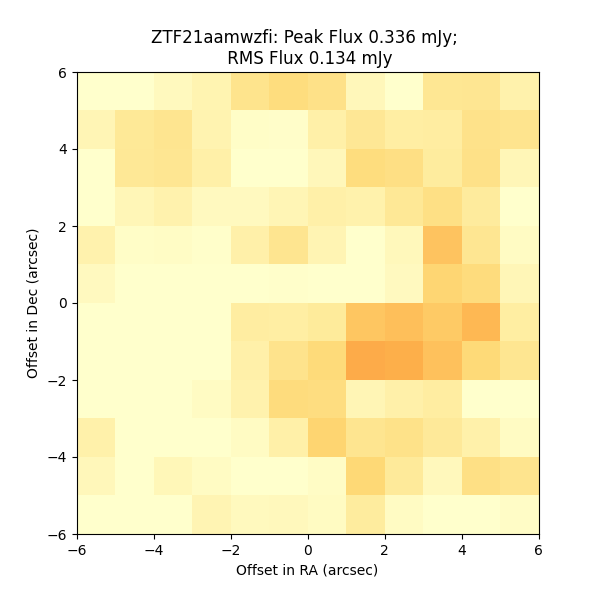 ZTF21aamwzfi: Peak Flux 0.336 mJy;
RMS Flux 0.134 mJy
6
4
2
0
−2
−4
−6
Offset in Dec (arcsec)
−6 −4 −2 0 2 4 6
Offset in RA (arcsec)